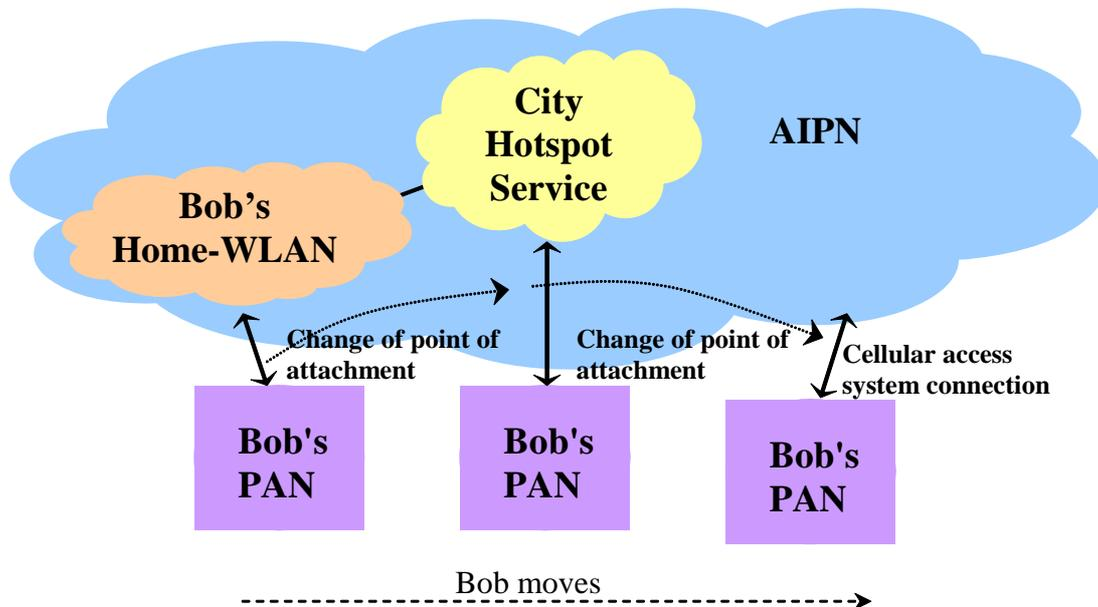 City
Hotspot
Service
AIPN
Bob’s
Home-WLAN
Change of point of
attachment
Change of point of
attachment
Cellular access
system connection
Bob's
PAN
Bob's
PAN
Bob's
PAN
Bob moves